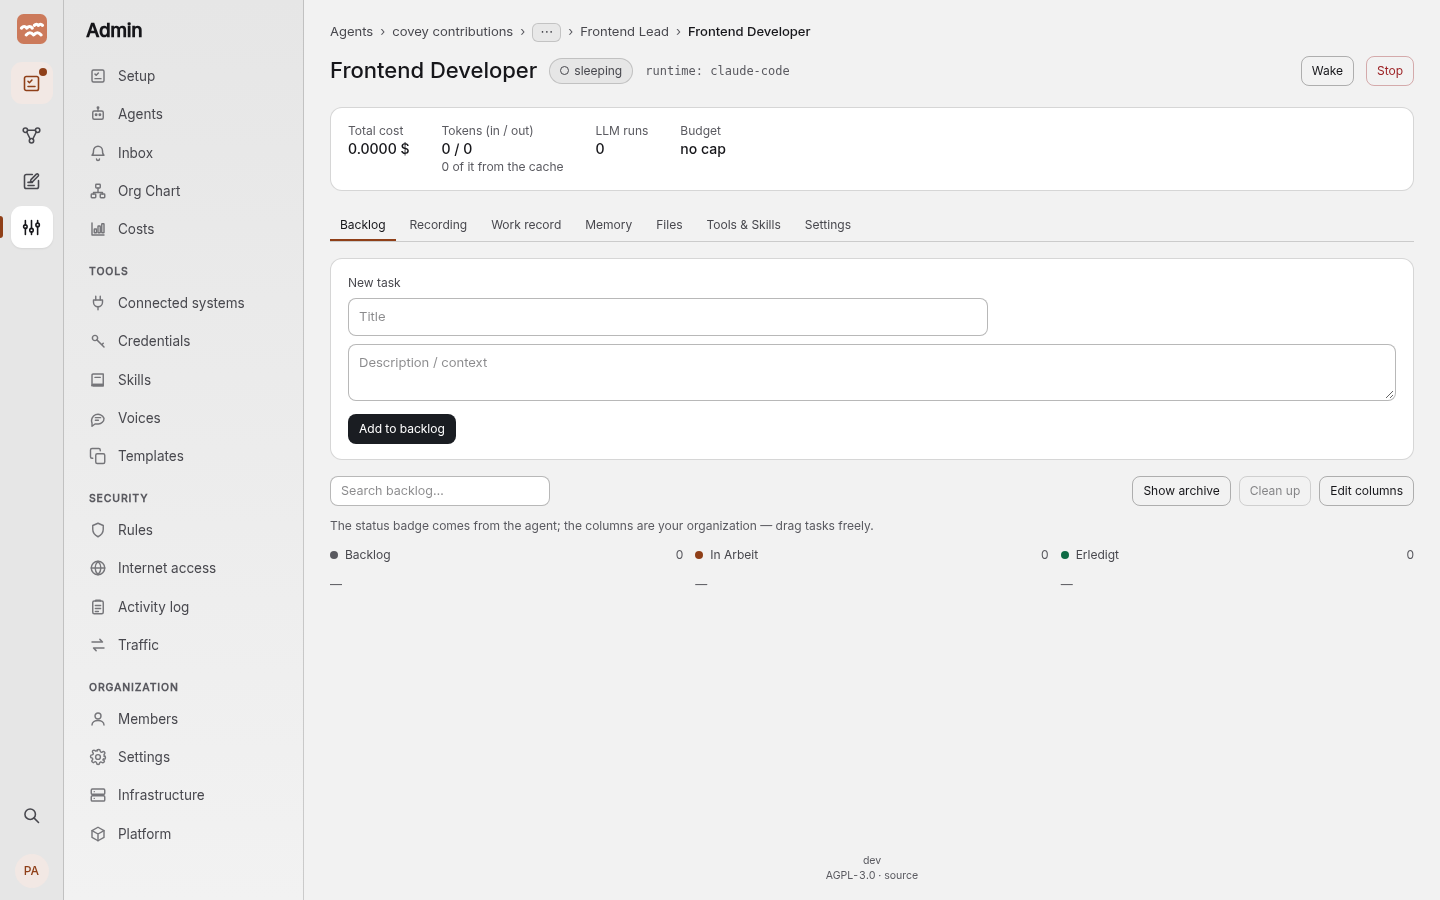 Admin
Setup
Agents
Inbox
Org Chart
Costs
TOOLS
Connected systems
Credentials
Skills
Voices
Templates
SECURITY
Rules
Internet access
Activity log
Traffic
ORGANIZATION
Members
Settings
Infrastructure
Platform
PA
Agents › covey contributions › ··· › Frontend Lead › Frontend Developer
Frontend Developer sleeping runtime: claude-code Wake Stop
Total cost Tokens (in / out) LLM runs Budget
0.0000 $ 0 / 0 0 no cap
0 of it from the cache
Backlog Recording Work record Memory Files Tools & Skills Settings
New task
Title
Description / context
Add to backlog
Search backlog... Show archive Clean up Edit columns
The status badge comes from the agent; the columns are your organization — drag tasks freely.
Backlog 0 In Arbeit 0 Erledigt 0
— — —
dev
AGPL-3.0 · source